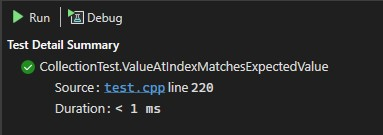 Run Debug
Test Detail Summary
CollectionTest.ValueAtIndexMatchesExpectedValue
Source: test.cpp line 220
Duration: < 1 ms